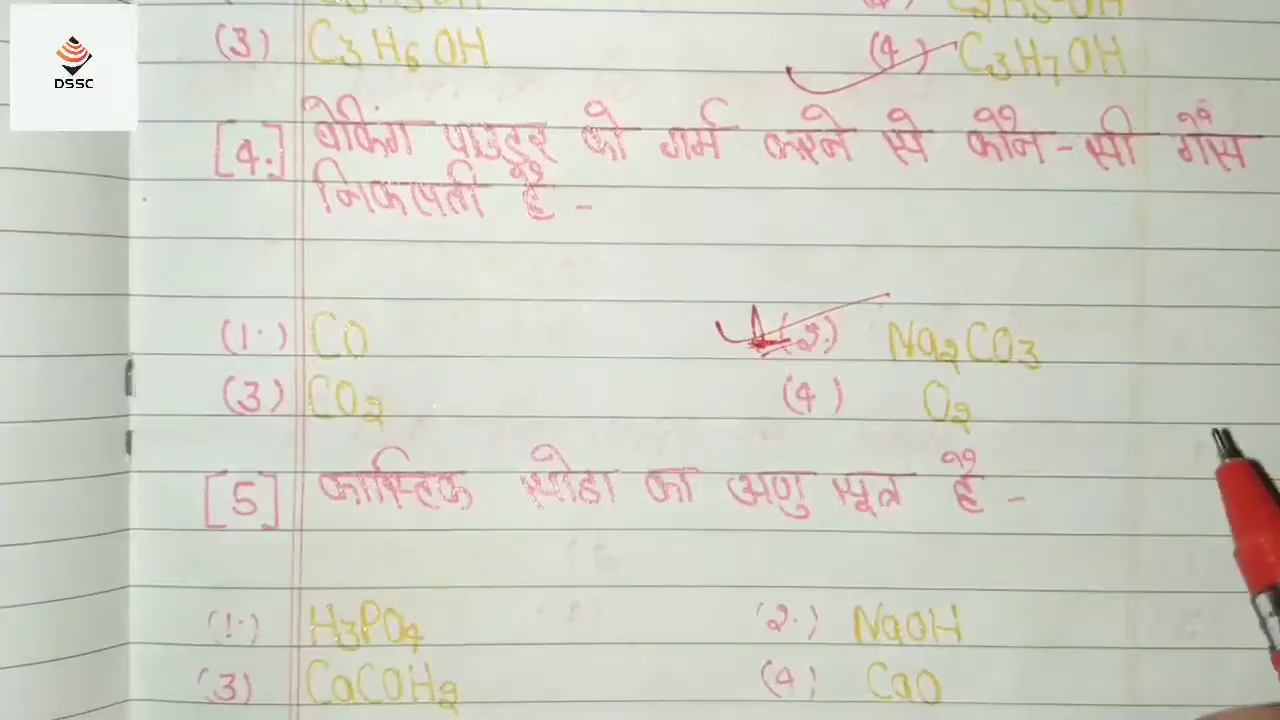 DSSC
(3) C3H6OH (4) C3H7OH
[4.] बेकिंग पाउडर को गर्म करने से कौन-सी गैस
निकलती है -
(1.) CO (2.) Na2CO3
(3) CO2 (4) O2
[5] कास्टिक सोडा का अणु सूत्र है -
(1.) H3PO4 (2.) NaOH
(3) CaCOH2 (4) CaO